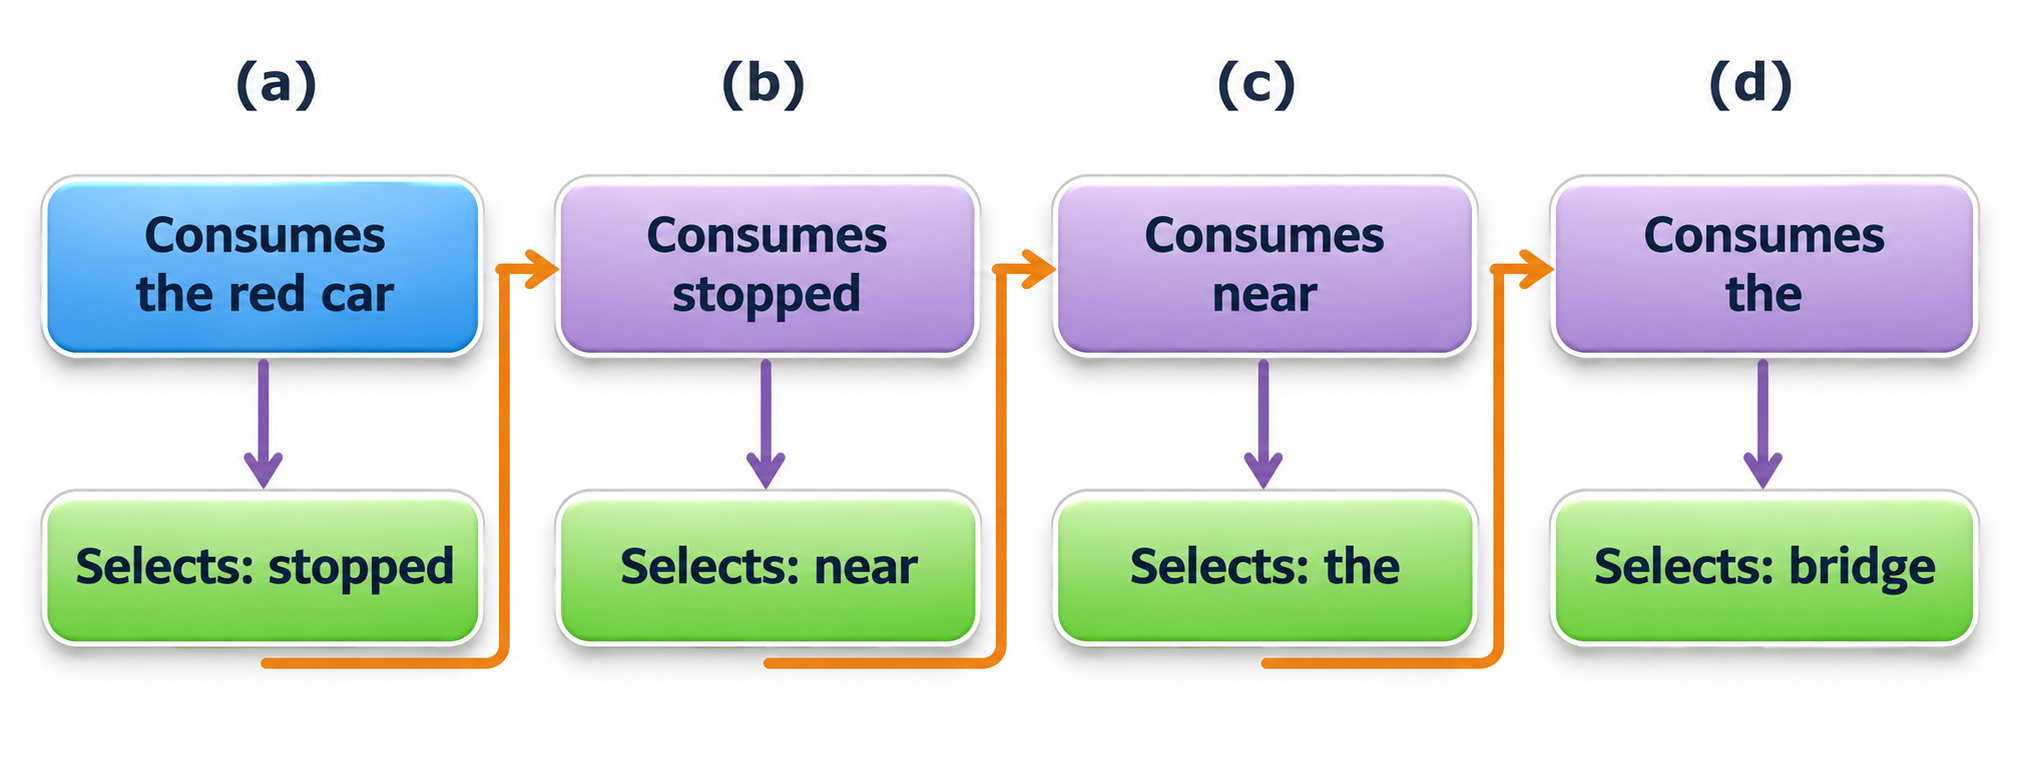 (a)
(b)
(c)
(d)
Consumes
the red car
Consumes
stopped
Consumes
near
Consumes
the
Selects: stopped
Selects: near
Selects: the
Selects: bridge